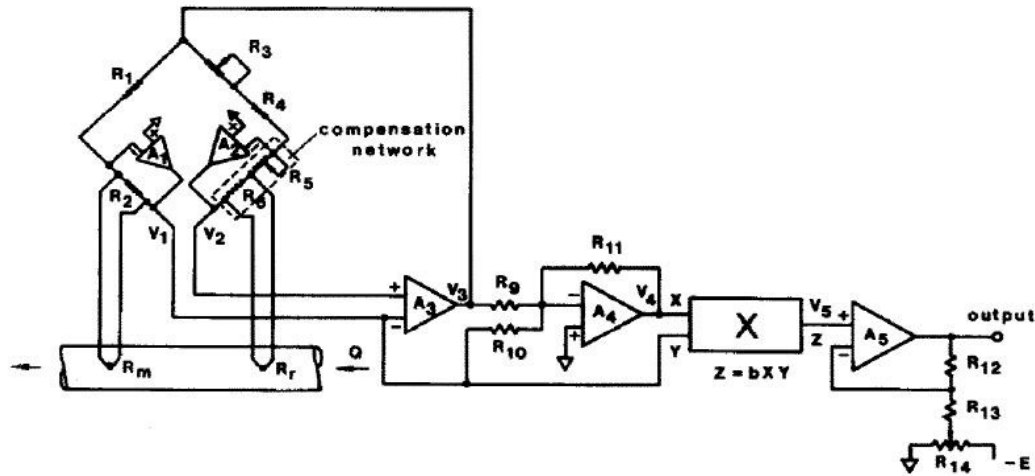 R3
R1
R4
A1
A2
compensation
network
R5
R2
R6
V1
V2
R11
+
A3
V3
R9
-
A4
V4
X
X
V5
+
A5
output
-
R10
+
Y
Z
-
R12
Q
Rm
Rr
Z = bXY
R13
R14
-E